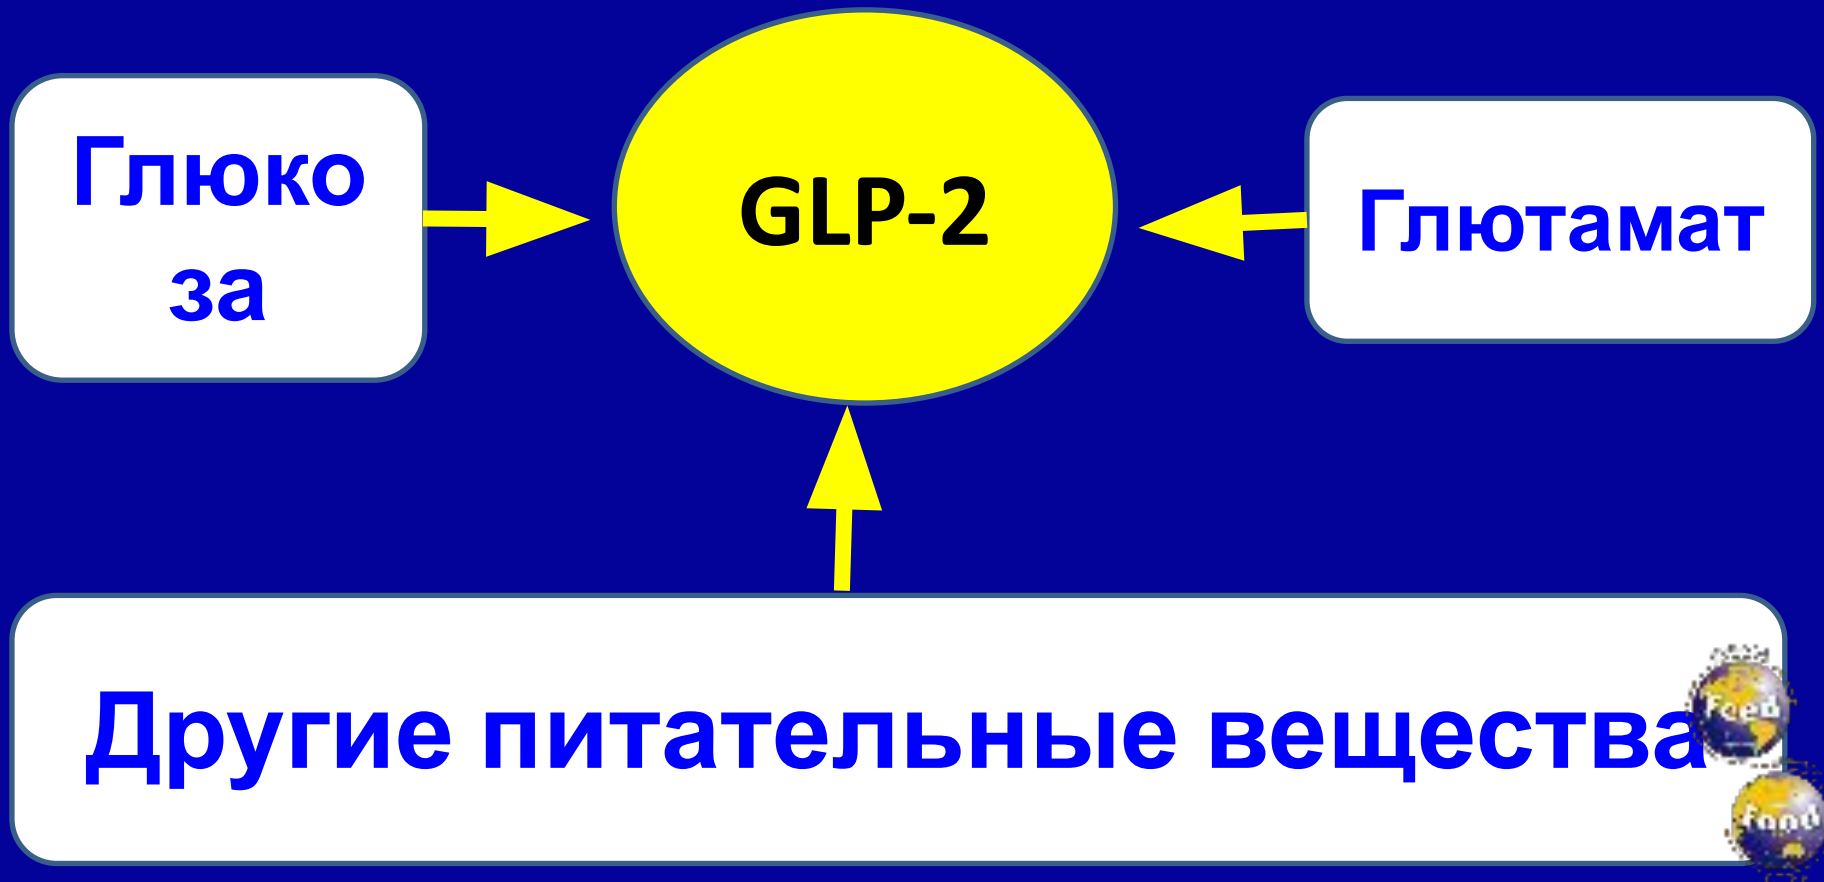 Глюко
за
GLP-2
Глютамат
Другие питательные вещества
Feed
food